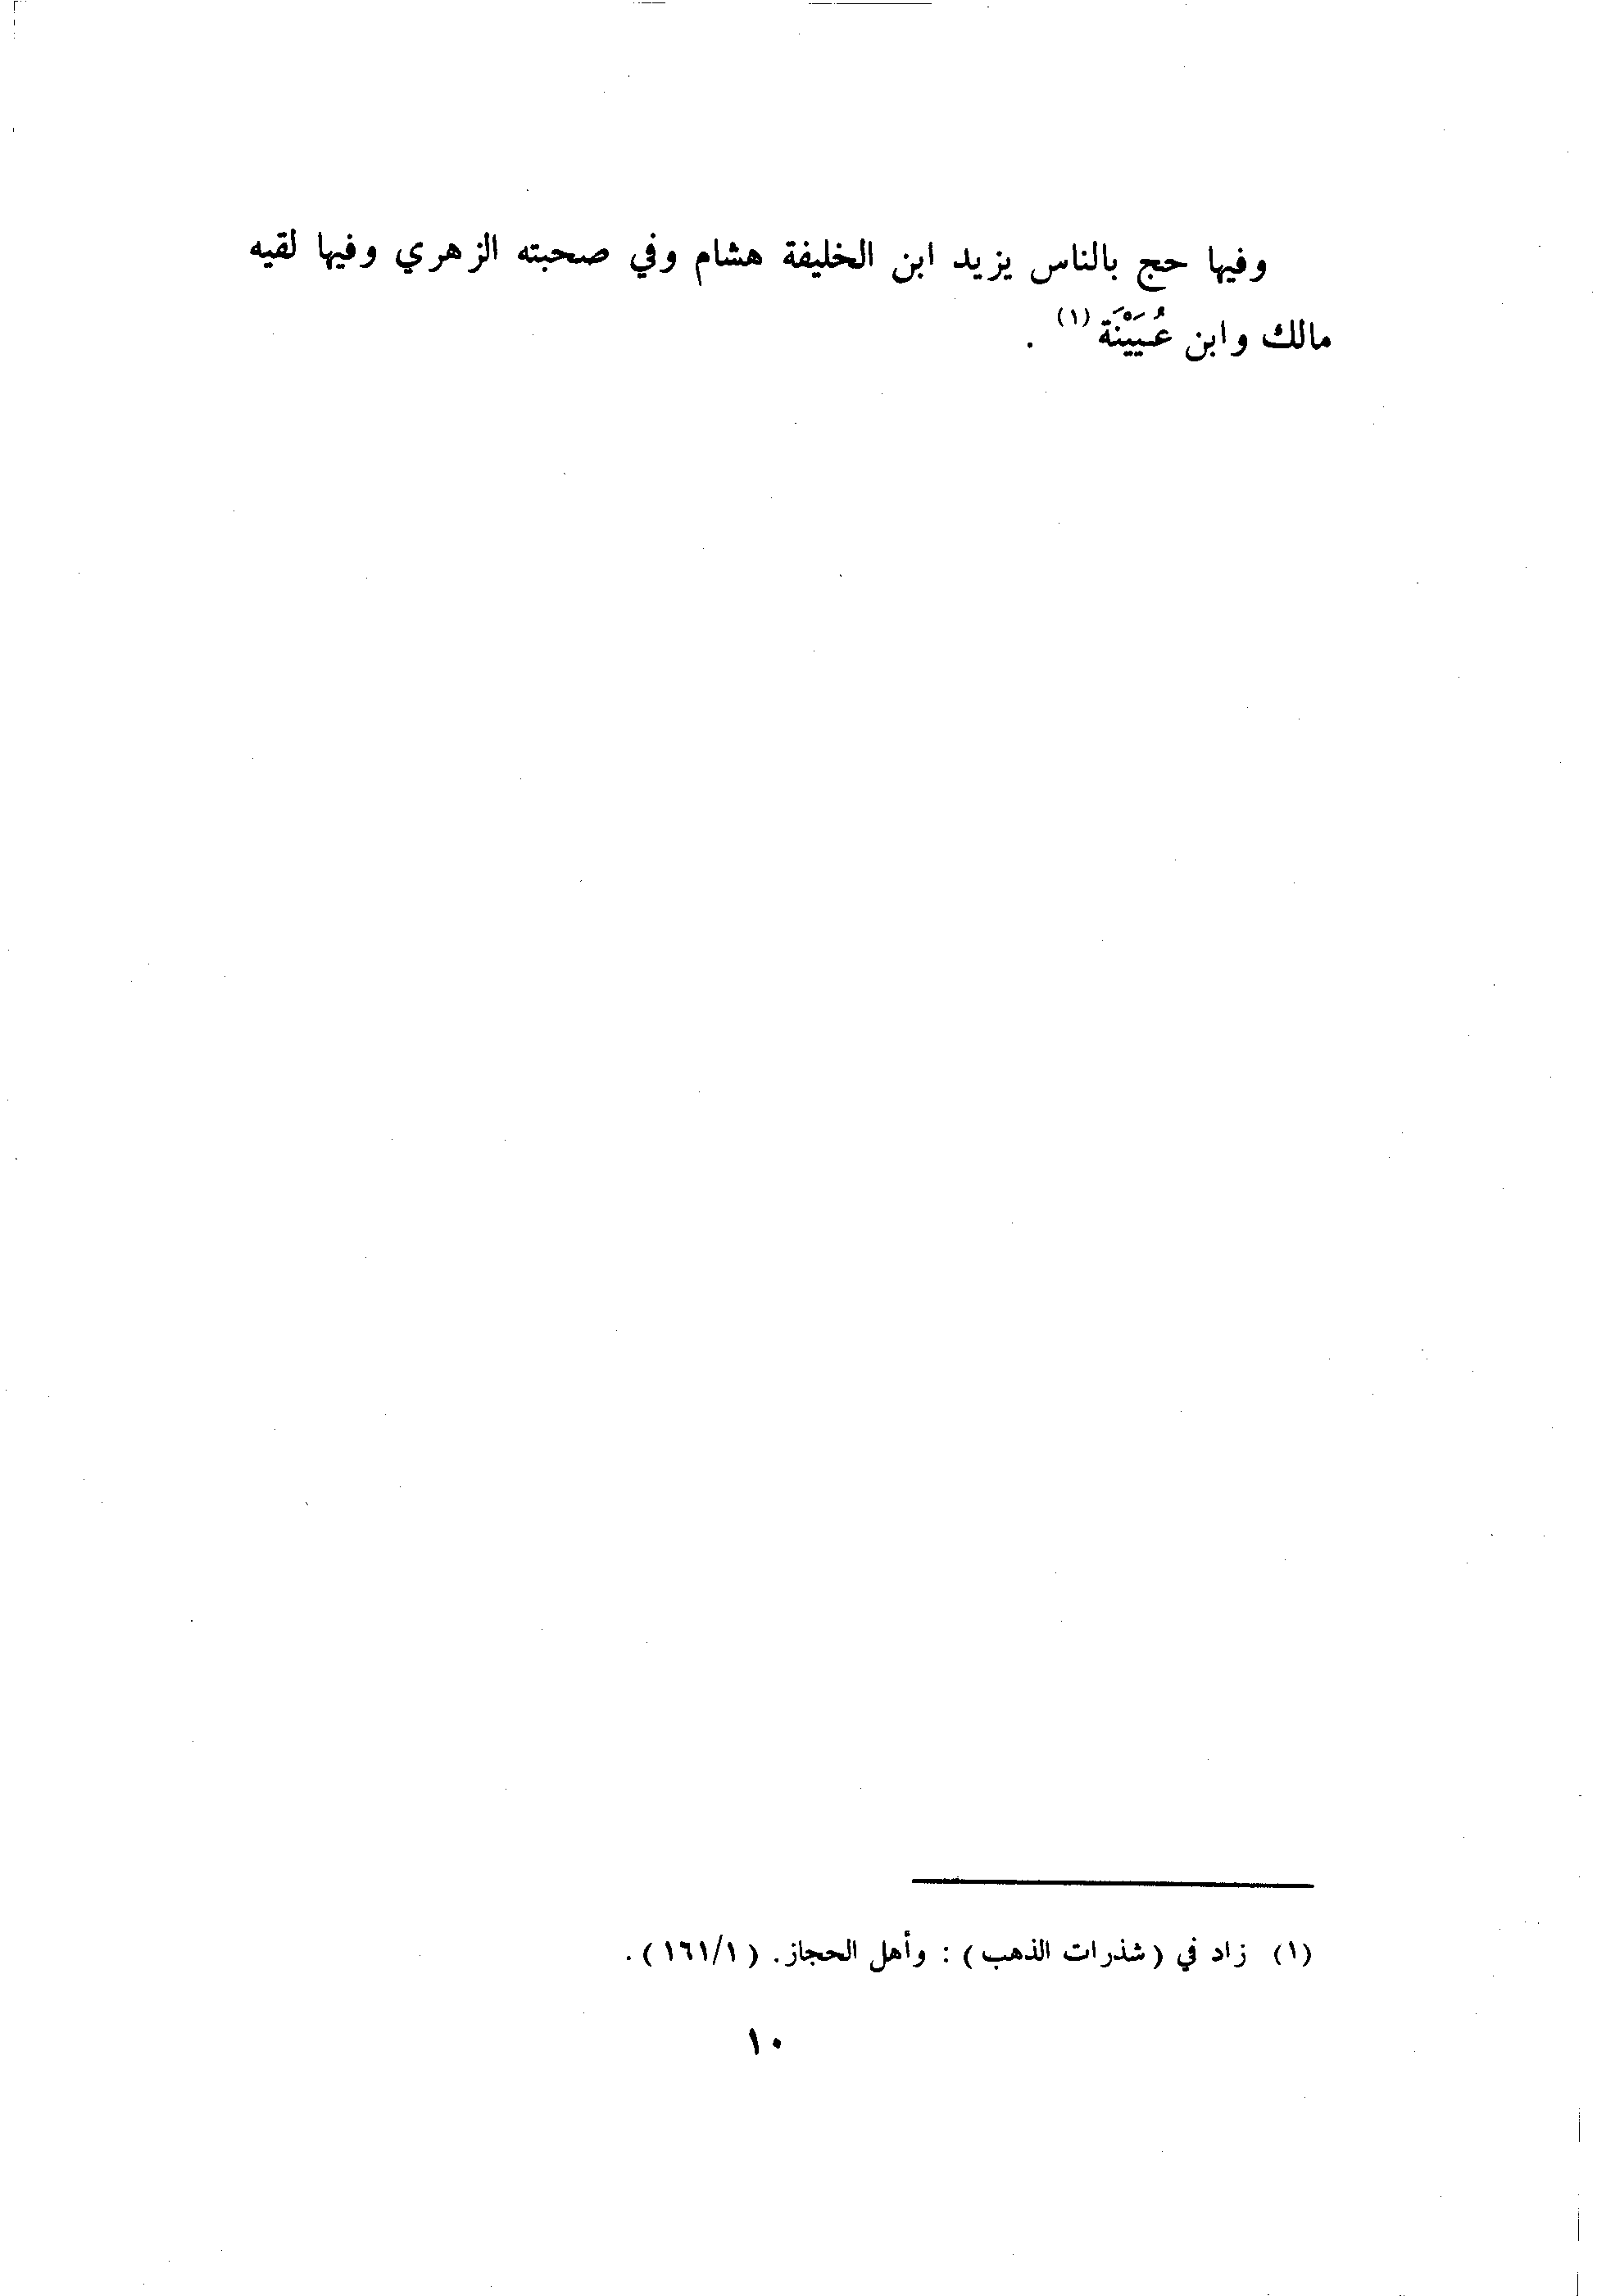 وفيها حج بالناس يزيد ابن الخليفة هشام وفي صحبته الزهري وفيها لقيه
مالك وابن عُيَيْنَة (١) .
(١) زاد في (شذرات الذهب) : وأهل الحجاز. (١٦١/١).
١٠